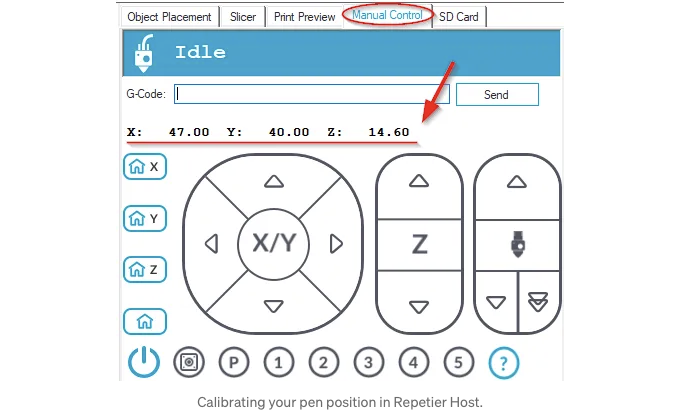 Object Placement Slicer Print Preview Manual Control SD Card
Idle
G-Code: Send
X: 47.00 Y: 40.00 Z: 14.60
X
Y
Z
X/Y Z
P 1 2 3 4 5 ?
Calibrating your pen position in Repetier Host.